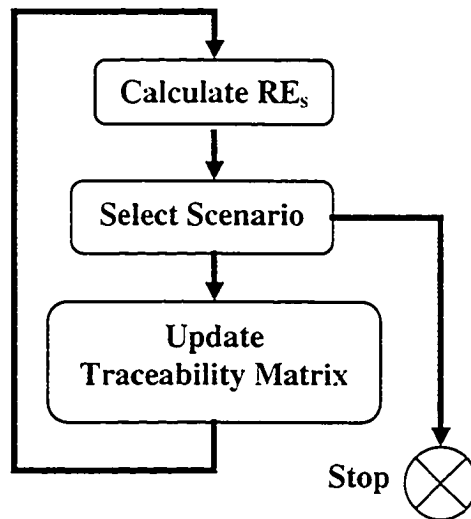 Calculate REs
Select Scenario
Update
Traceability Matrix
Stop